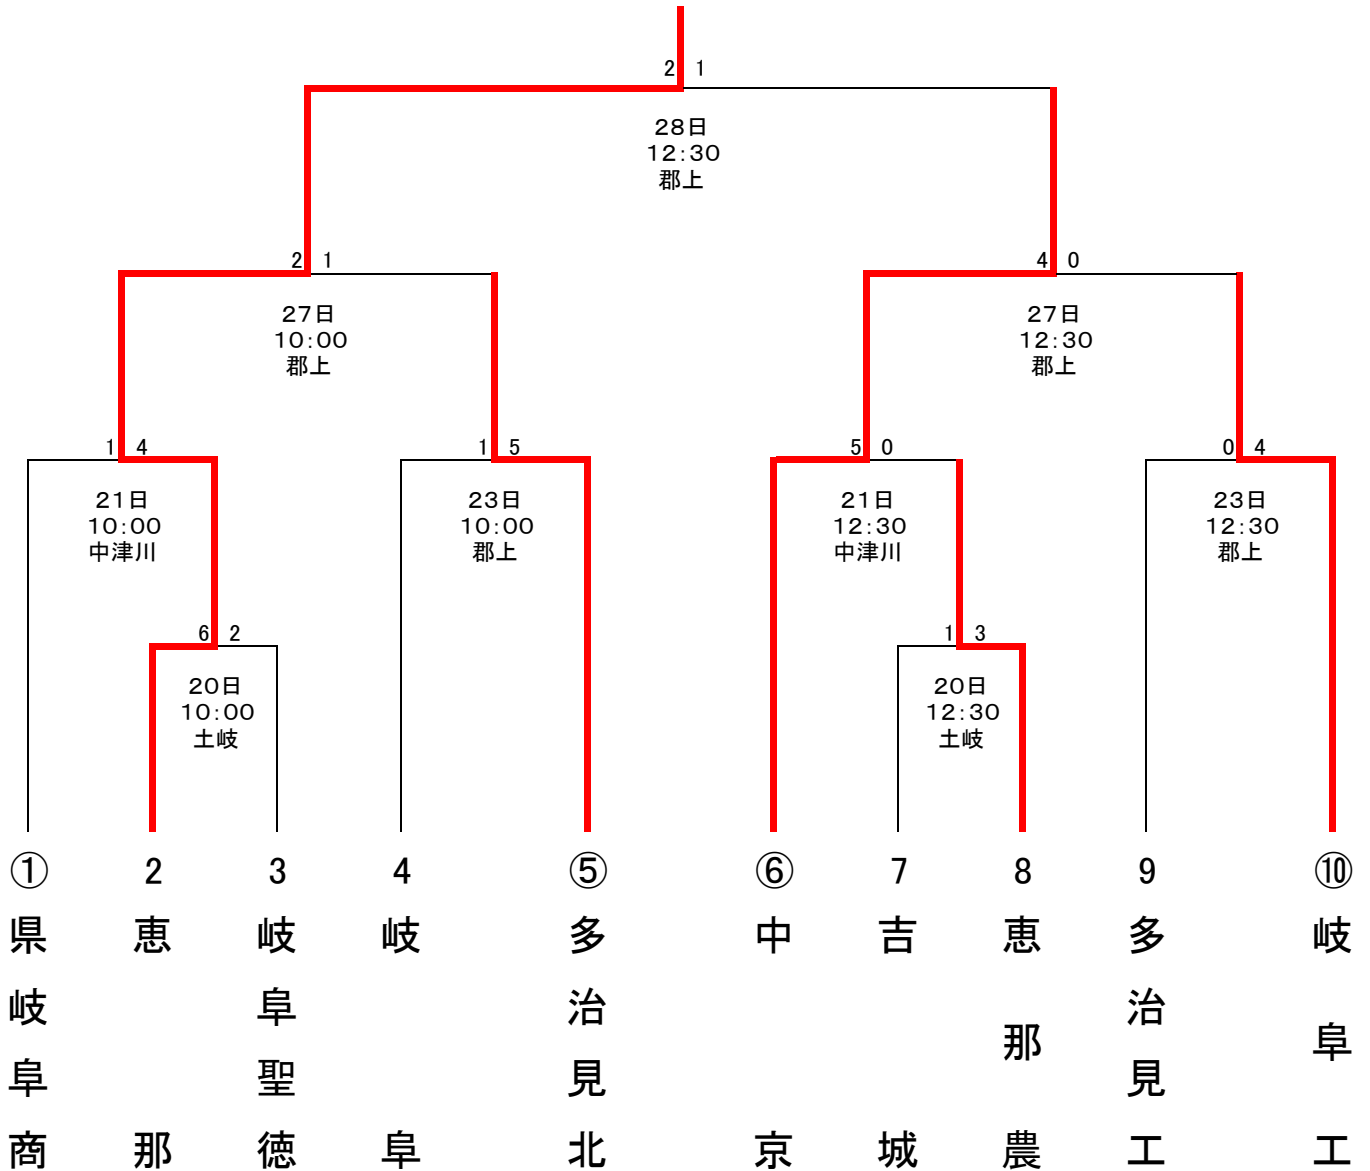 2 1
28日
12:30
郡上
2 1
4 0
27日
10:00
郡上
27日
12:30
郡上
1 4
1 5
5 0
0 4
21日
10:00
中津川
23日
10:00
郡上
21日
12:30
中津川
23日
12:30
郡上
6 2
1 3
20日
10:00
土岐
20日
12:30
土岐
①
県岐阜商
2
恵那
3
岐阜聖徳
4
岐阜
⑤
多治見北
⑥
中京
7
吉城
8
恵那農
9
多治見工
⑩
岐阜工